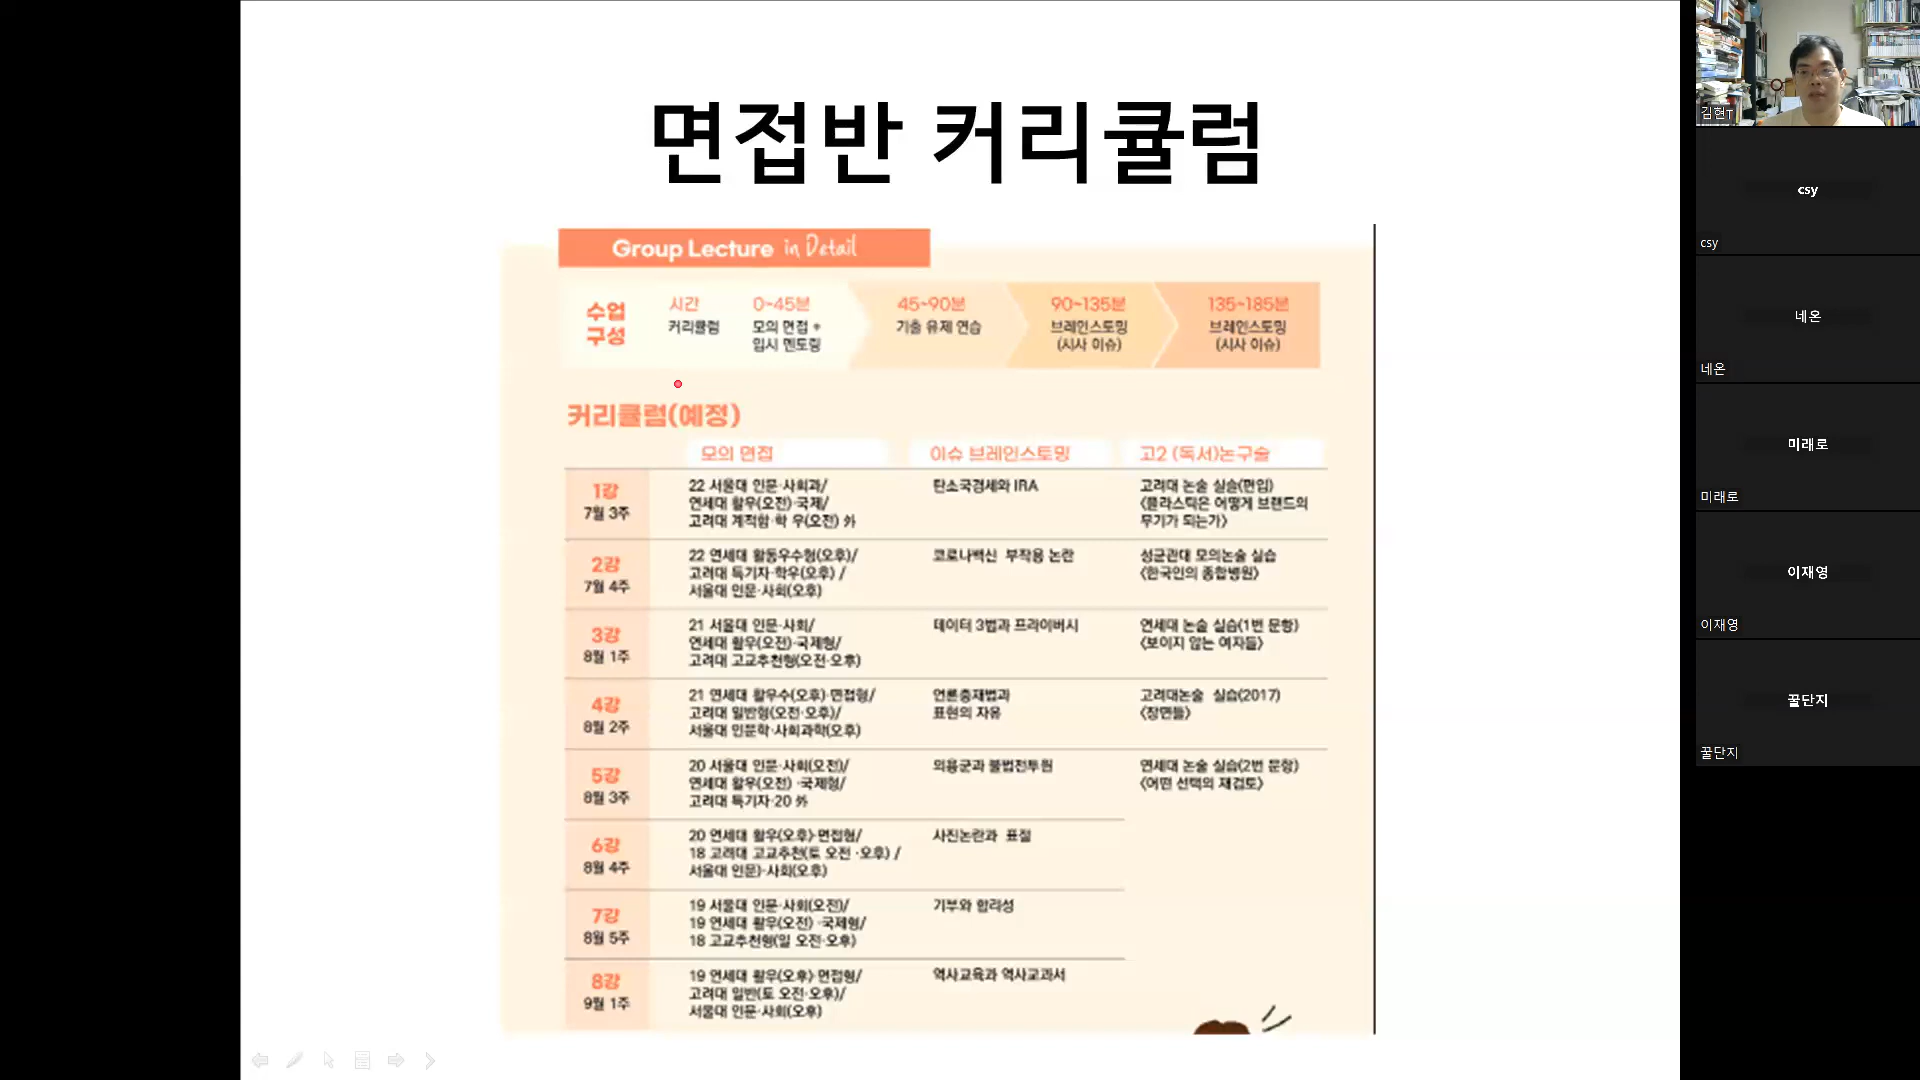 면접반 커리큘럼
Group Lecture in Detail
수업
구성
시간
커리큘럼
0~45분
모의 면접 +
입시 멘토링
45~90분
기출 유제 연습
90~135분
브레인스토밍
(시사 이슈)
135~185분
브레인스토밍
(시사 이슈)
커리큘럼(예정)
모의 면접
이슈 브레인스토밍
고2 (독서)논구술
1강
7월 3주
22 서울대 인문·사회과/
연세대 활우(오전)·국제/
고려대 계적합·학 우(오전) 外
탄소국경세와 IRA
고려대 논술 실습(편입)
<플라스틱은 어떻게 브랜드의
무기가 되는가>
2강
7월 4주
22 연세대 활동우수형(오후)/
고려대 특기자·학우(오후) /
서울대 인문·사회(오후)
코로나백신 부작용 논란
성균관대 모의논술 실습
<한국인의 종합병원>
3강
8월 1주
21 서울대 인문·사회/
연세대 활우(오전)·국제형/
고려대 고교추천형(오전·오후)
데이터 3법과 프라이버시
연세대 논술 실습(1번 문항)
<보이지 않는 여자들>
4강
8월 2주
21 연세대 활우수(오후)·면접형/
고려대 일반형(오전·오후)/
서울대 인문학·사회과학(오후)
언론중재법과
표현의 자유
고려대논술 실습(2017)
<장면들>
5강
8월 3주
20 서울대 인문·사회(오전)/
연세대 활우(오전) ·국제형/
고려대 특기자·20 外
의용군과 불법전투원
연세대 논술 실습(2번 문항)
<어떤 선택의 재검토>
6강
8월 4주
20 연세대 활우(오후)·면접형/
18 고려대 고교추천(토 오전 ·오후) /
서울대 인문)·사회(오후)
사진논란과 표절
7강
8월 5주
19 서울대 인문·사회(오전)/
19 연세대 활우(오전) ·국제형/
18 고교추천형(일 오전·오후)
기부와 합리성
8강
9월 1주
19 연세대 활우(오후)·면접형/
고려대 일반(토 오전·오후)/
서울대 인문·사회(오후)
역사교육과 역사교과서
김현T
csy
csy
네온
네온
미래로
미래로
이재영
이재영
꿀단지
꿀단지